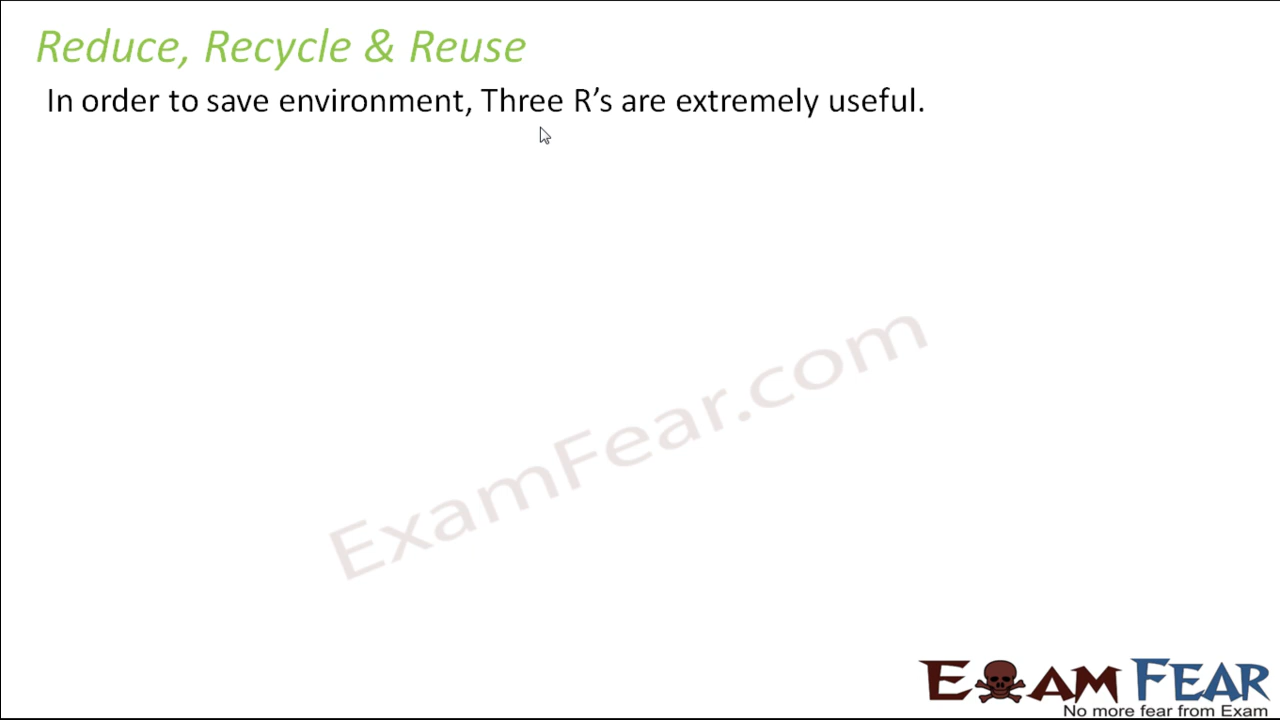 Reduce, Recycle & Reuse
In order to save environment, Three R’s are extremely useful.
ExamFear.com
EXAM FEAR
No more fear from Exam